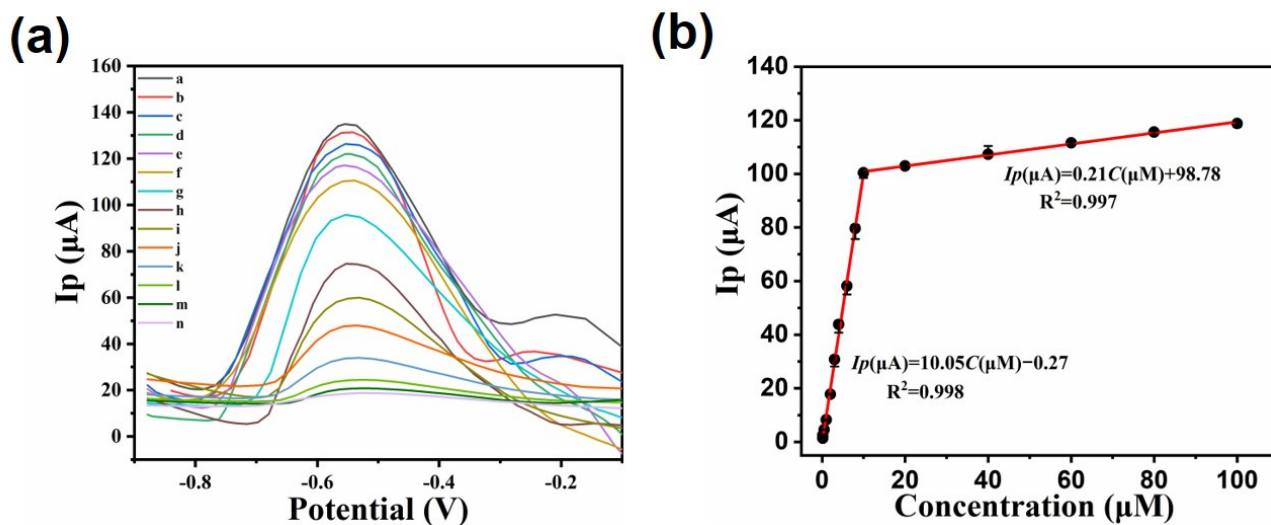 (a)
160
140
120
100
80
60
40
20
0
Ip (μA)
a
b
c
d
e
f
g
h
i
j
k
l
m
n
-0.8
-0.6
-0.4
-0.2
Potential (V)
(b)
140
120
100
80
60
40
20
0
Ip (μA)
Ip(μA)=0.21C(μM)+98.78
R²=0.997
Ip(μA)=10.05C(μM)−0.27
R²=0.998
0
20
40
60
80
100
Concentration (μM)